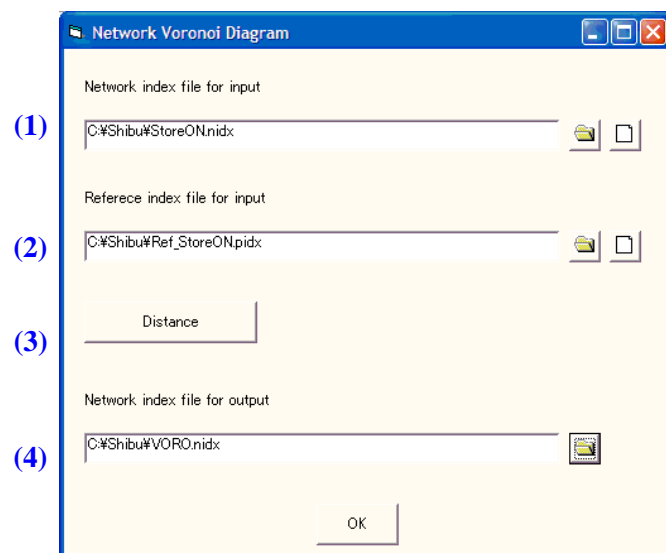 Network Voronoi Diagram
Network index file for input
(1)
C:¥Shibu¥StoreON.nidx
Referece index file for input
(2)
C:¥Shibu¥Ref_StoreON.pidx
(3)
Distance
Network index file for output
(4)
C:¥Shibu¥VORO.nidx
OK